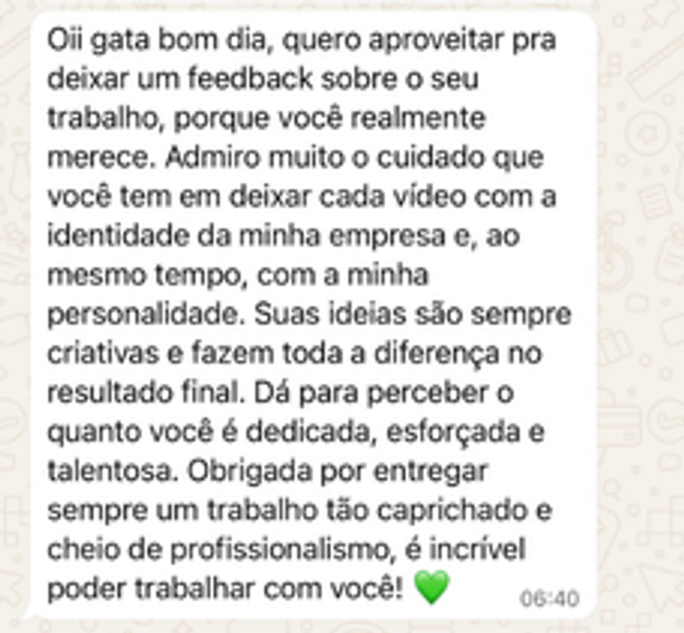 Oii gata bom dia, quero aproveitar pra
deixar um feedback sobre o seu
trabalho, porque você realmente
merece. Admiro muito o cuidado que
você tem em deixar cada vídeo com a
identidade da minha empresa e, ao
mesmo tempo, com a minha
personalidade. Suas ideias são sempre
criativas e fazem toda a diferença no
resultado final. Dá para perceber o
quanto você é dedicada, esforçada e
talentosa. Obrigada por entregar
sempre um trabalho tão caprichado e
cheio de profissionalismo, é incrível
poder trabalhar com você! 💚
06:40